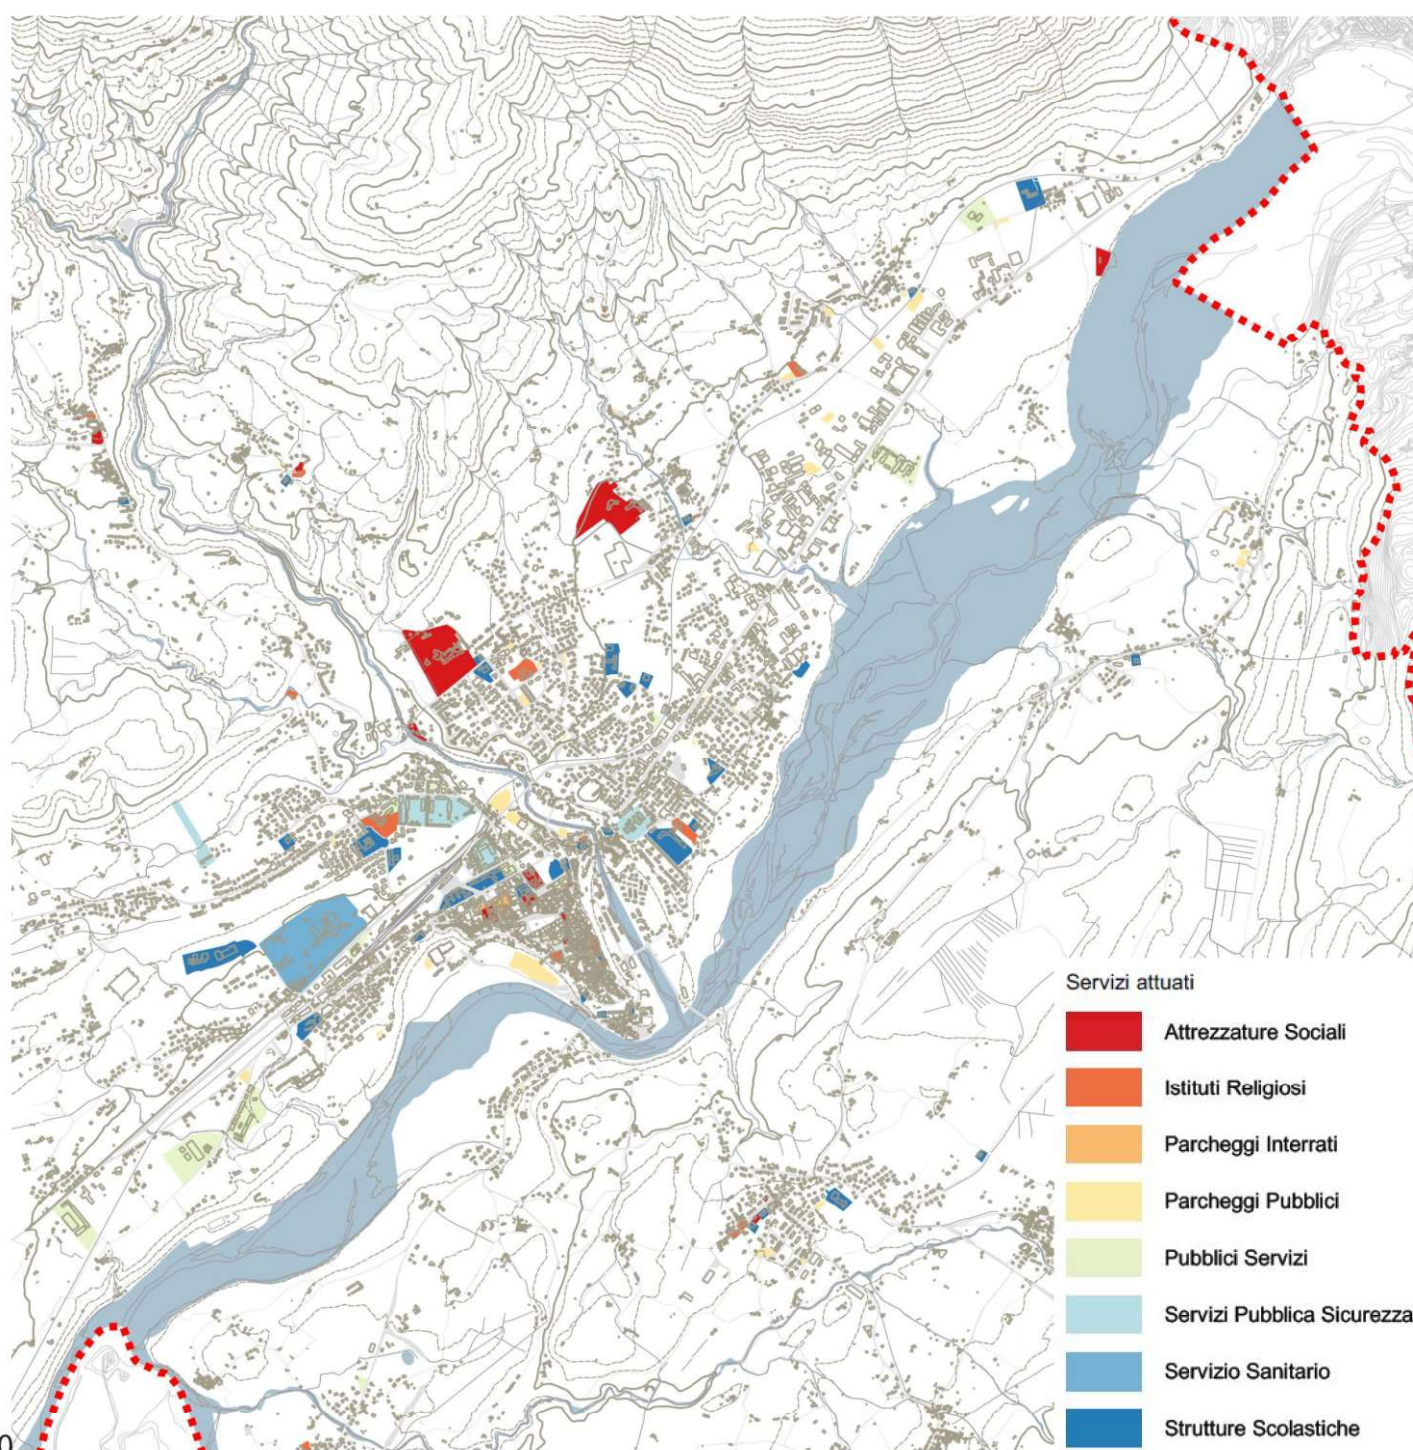 Servizi attuati
Attrezzature Sociali
Istituti Religiosi
Parcheggi Interrati
Parcheggi Pubblici
Pubblici Servizi
Servizi Pubblica Sicurezza
Servizio Sanitario
Strutture Scolastiche
0